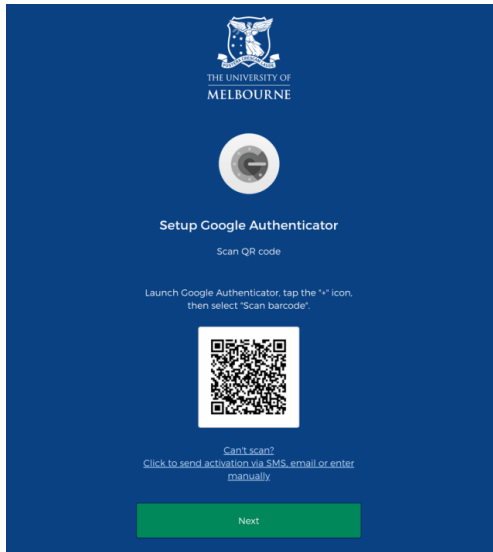 THE UNIVERSITY OF
MELBOURNE
Setup Google Authenticator
Scan QR code
Launch Google Authenticator, tap the "+" icon,
then select "Scan barcode".
Can't scan?
Click to send activation via SMS, email or enter
manually
Next